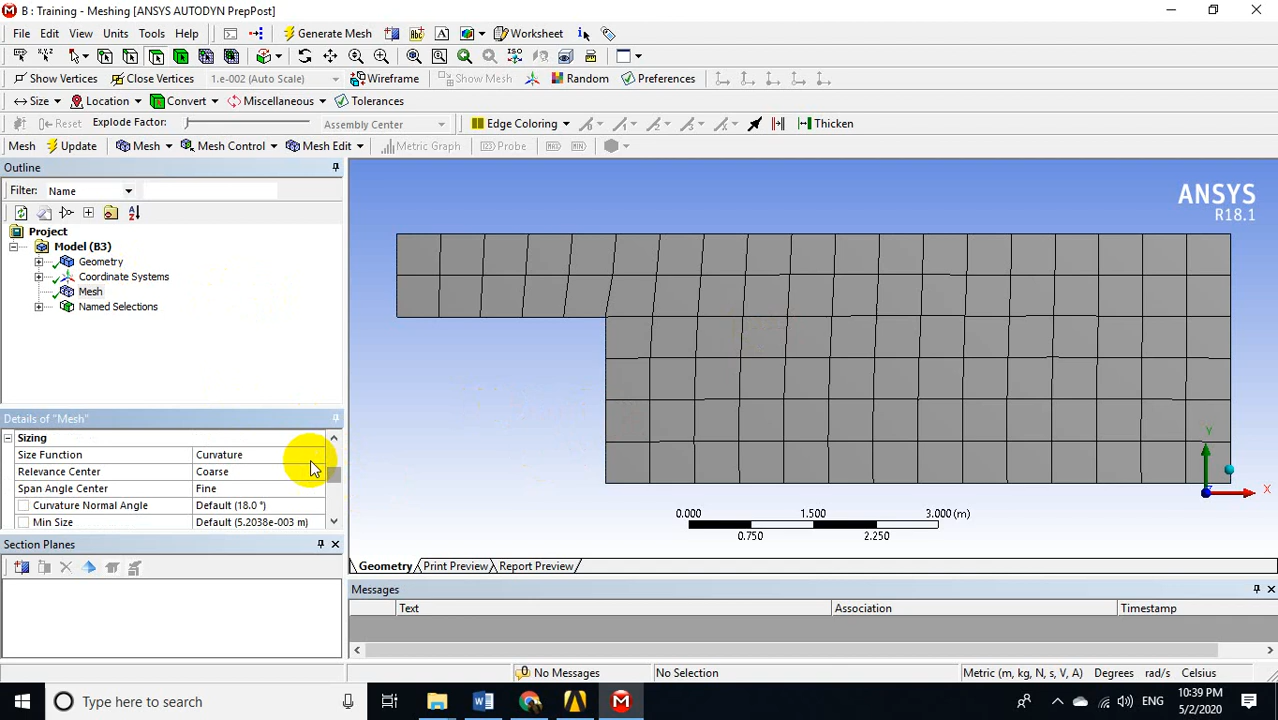 B : Training - Meshing [ANSYS AUTODYN PrepPost]
File Edit View Units Tools Help Generate Mesh A Worksheet i
Show Vertices Close Vertices 1.e-002 (Auto Scale) Wireframe Show Mesh Random Preferences
Size Location Convert Miscellaneous Tolerances
Reset Explode Factor: Assembly Center Edge Coloring Thicken
Mesh Update Mesh Mesh Control Mesh Edit Metric Graph Probe MAX MIN
Outline
Filter: Name
Project
Model (B3)
Geometry
Coordinate Systems
Mesh
Named Selections
Details of "Mesh"
Sizing
Size Function Curvature
Relevance Center Coarse
Span Angle Center Fine
Curvature Normal Angle Default (18.0 °)
Min Size Default (5.2038e-003 m)
Section Planes
ANSYS
R18.1
Y
X
0.000 1.500 3.000 (m)
0.750 2.250
Geometry Print Preview Report Preview
Messages
Text Association Timestamp
0 No Messages No Selection Metric (m, kg, N, s, V, A) Degrees rad/s Celsius
Type here to search ENG 10:39 PM
5/2/2020